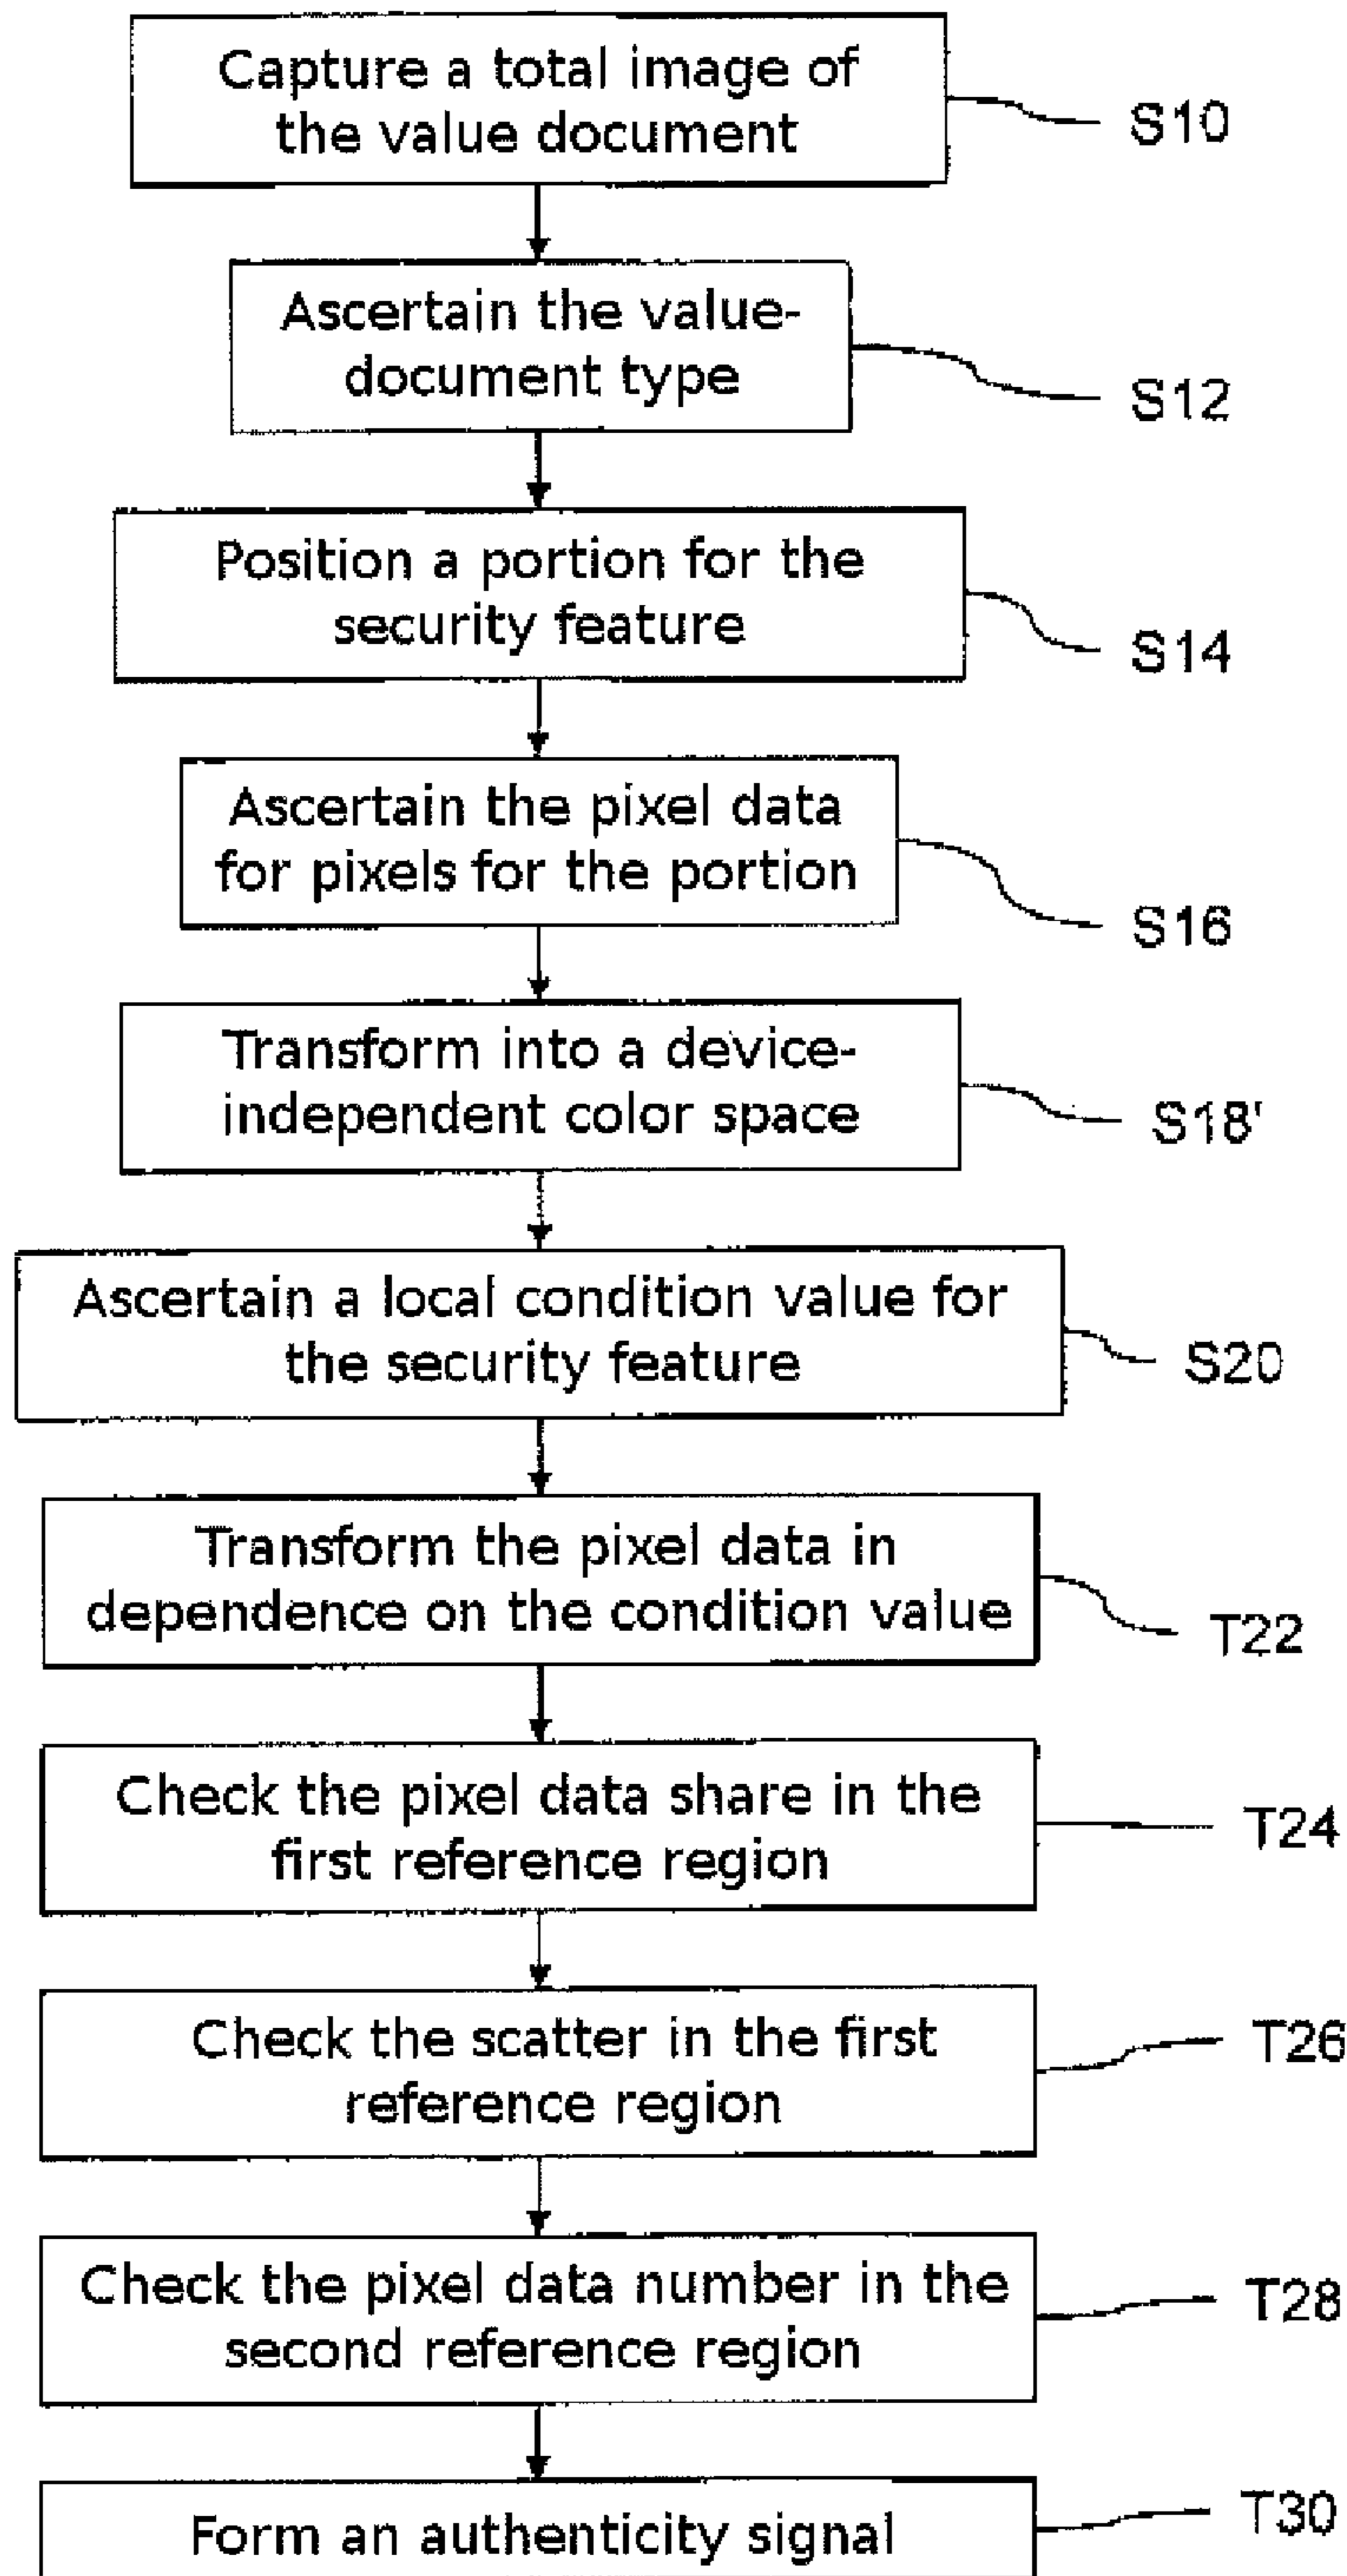 Capture a total image of
the value document
S10
Ascertain the value-
document type
S12
Position a portion for the
security feature
S14
Ascertain the pixel data
for pixels for the portion
S16
Transform into a device-
independent color space
S18'
Ascertain a local condition value for
the security feature
S20
Transform the pixel data in
dependence on the condition value
T22
Check the pixel data share in the
first reference region
T24
Check the scatter in the first
reference region
T26
Check the pixel data number in the
second reference region
T28
Form an authenticity signal
T30